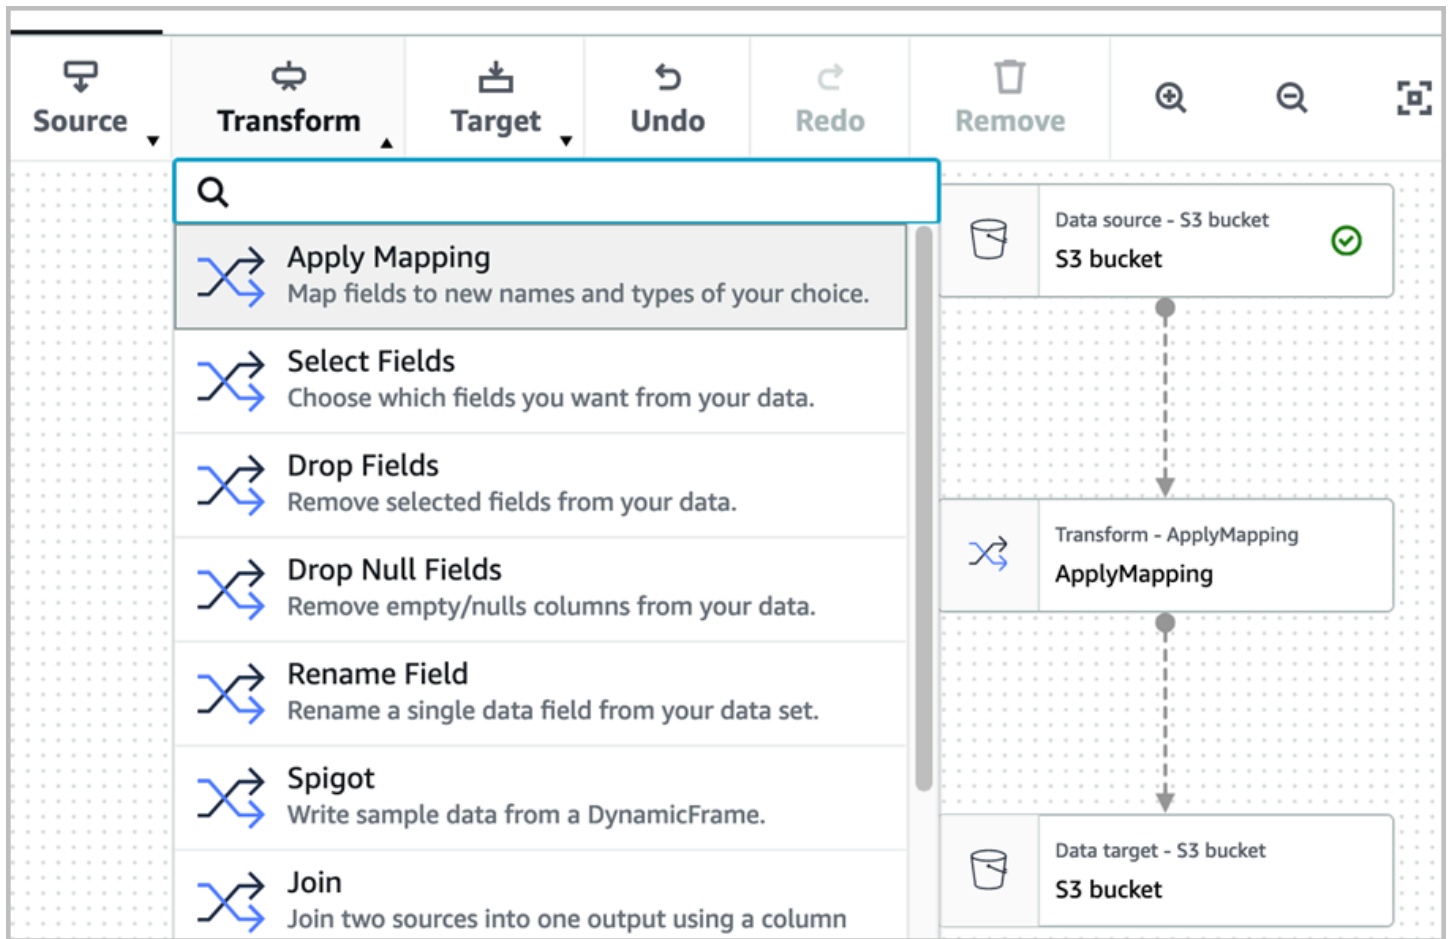 Source
Transform
Target
Undo
Redo
Remove
Apply Mapping
Map fields to new names and types of your choice.
Select Fields
Choose which fields you want from your data.
Drop Fields
Remove selected fields from your data.
Drop Null Fields
Remove empty/nulls columns from your data.
Rename Field
Rename a single data field from your data set.
Spigot
Write sample data from a DynamicFrame.
Join
Join two sources into one output using a column
Data source - S3 bucket
S3 bucket
Transform - ApplyMapping
ApplyMapping
Data target - S3 bucket
S3 bucket